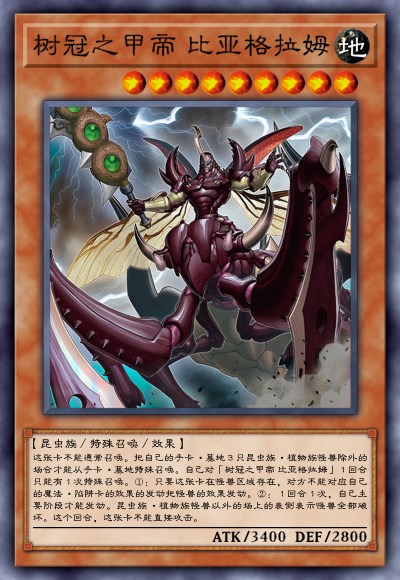 树冠之甲帝 比亚格拉姆
地
【昆虫族/特殊召唤/效果】
这张卡不能通常召唤。把自己的手卡・墓地3只昆虫族・植物族怪兽除外的
场合才能从手卡・墓地特殊召唤。自己对「树冠之甲帝 比亚格拉姆」1回合
只能有1次特殊召唤。①：只要这张卡在怪兽区域存在，对方不能对应自己
的魔法・陷阱卡的效果的发动把怪兽的效果发动。②：1回合1次，自己主
要阶段才能发动。昆虫族・植物族怪兽以外的场上的表侧表示怪兽全部破
坏。这个回合，这张卡不能直接攻击。
ATK/3400 DEF/2800